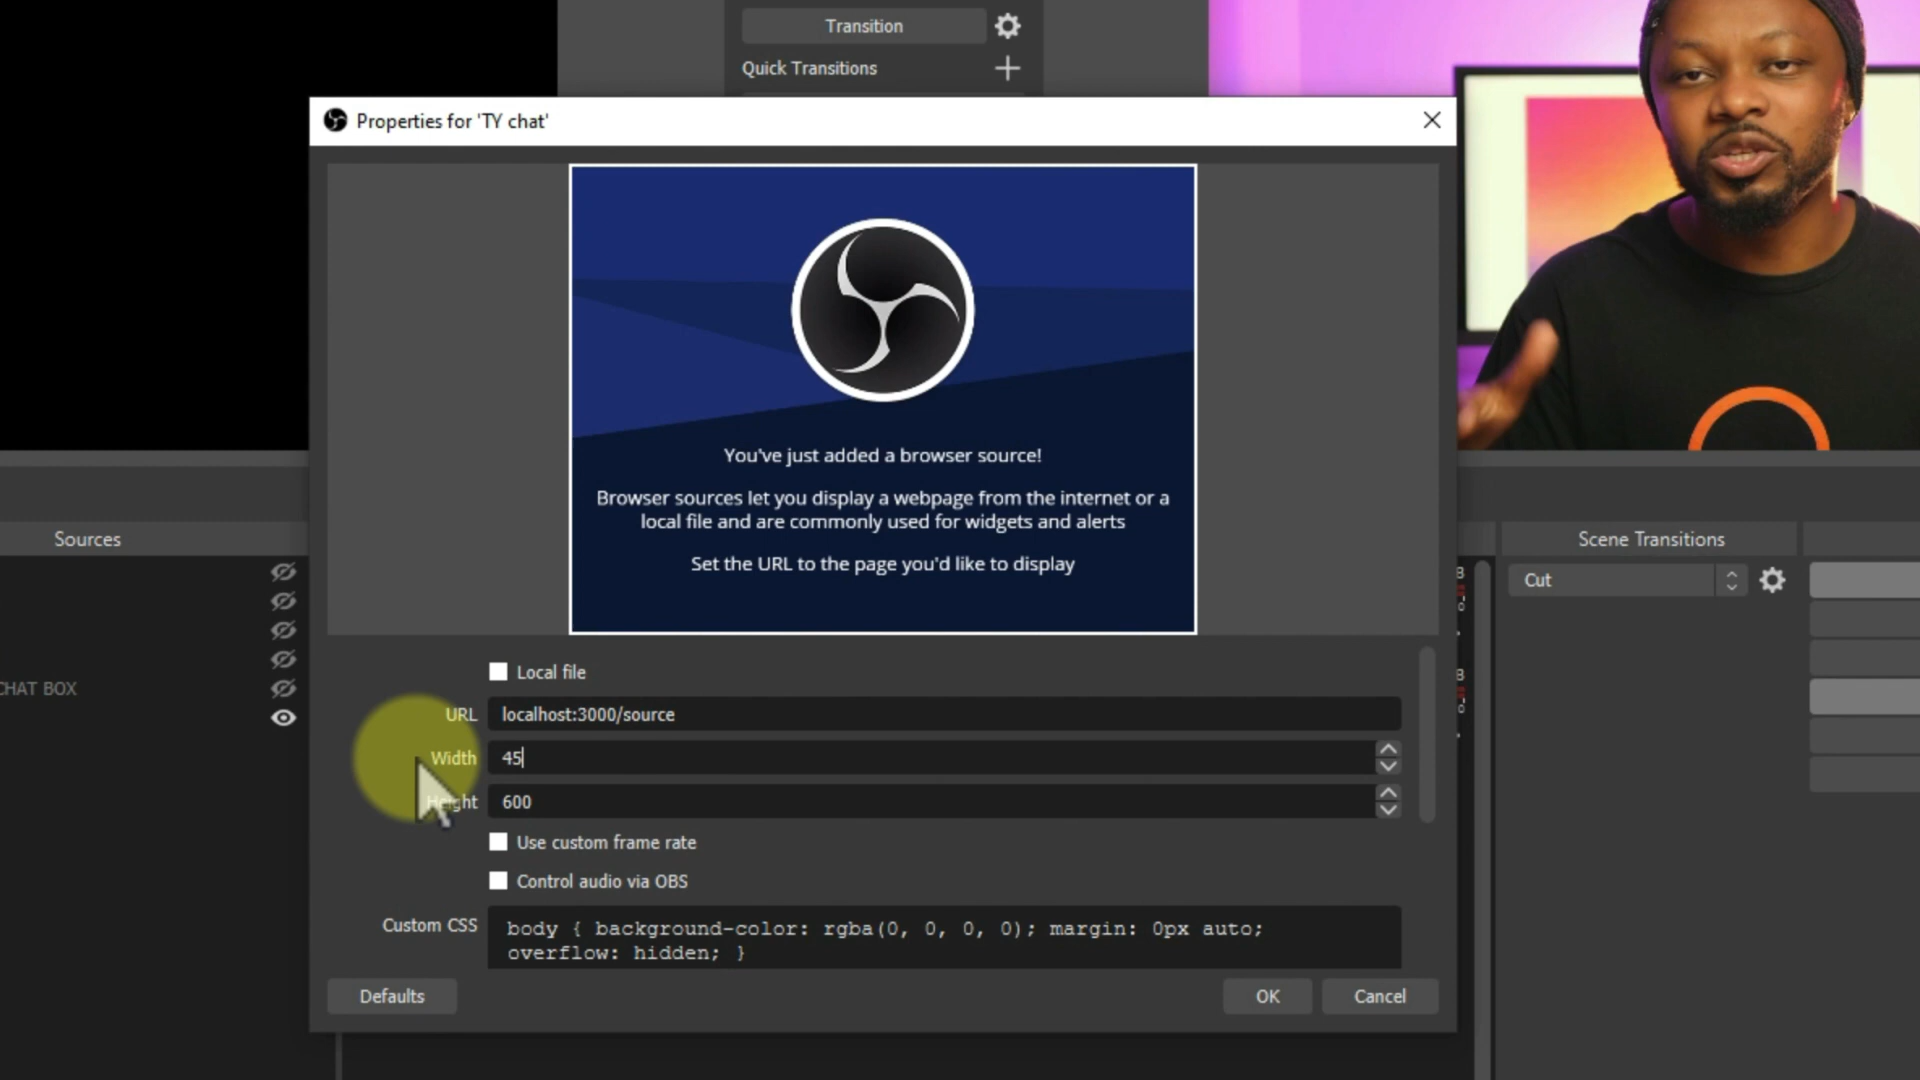 Transition
Quick Transitions
Properties for 'TY chat'
You've just added a browser source!
Browser sources let you display a webpage from the internet or a
local file and are commonly used for widgets and alerts
Set the URL to the page you'd like to display
Sources
CHAT BOX
Scene Transitions
Cut
Local file
URL localhost:3000/source
Width 45
Height 600
Use custom frame rate
Control audio via OBS
Custom CSS body { background-color: rgba(0, 0, 0, 0); margin: 0px auto;
overflow: hidden; }
Defaults
OK
Cancel